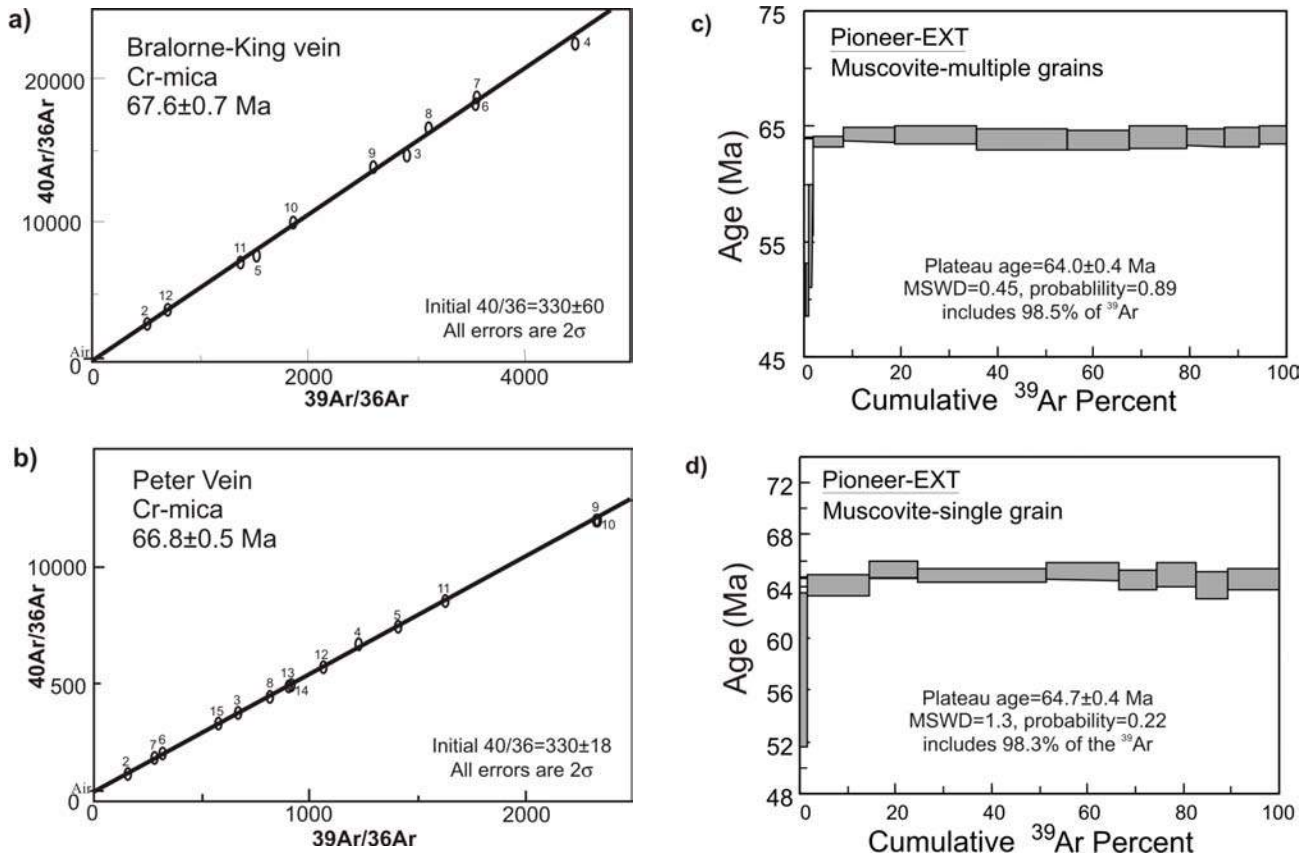 a)
Bralorne-King vein
Cr-mica
67.6±0.7 Ma
40Ar/36Ar
20000
10000
Air
0
4
7
6
8
9
3
10
11
5
12
2
Initial 40/36=330±60
All errors are 2σ
0
2000
4000
39Ar/36Ar
b)
Peter Vein
Cr-mica
66.8±0.5 Ma
40Ar/36Ar
10000
500
Air
0
9
10
11
5
4
12
13
14
8
3
15
6
7
2
Initial 40/36=330±18
All errors are 2σ
0
1000
2000
39Ar/36Ar
c)
Pioneer-EXT
Muscovite-multiple grains
Age (Ma)
75
65
55
45
Plateau age=64.0±0.4 Ma
MSWD=0.45, probablility=0.89
includes 98.5% of 39Ar
0
20
40
60
80
100
Cumulative 39Ar Percent
d)
Pioneer-EXT
Muscovite-single grain
Age (Ma)
72
68
64
60
56
52
48
Plateau age=64.7±0.4 Ma
MSWD=1.3, probability=0.22
includes 98.3% of the 39Ar
0
20
40
60
80
100
Cumulative 39Ar Percent